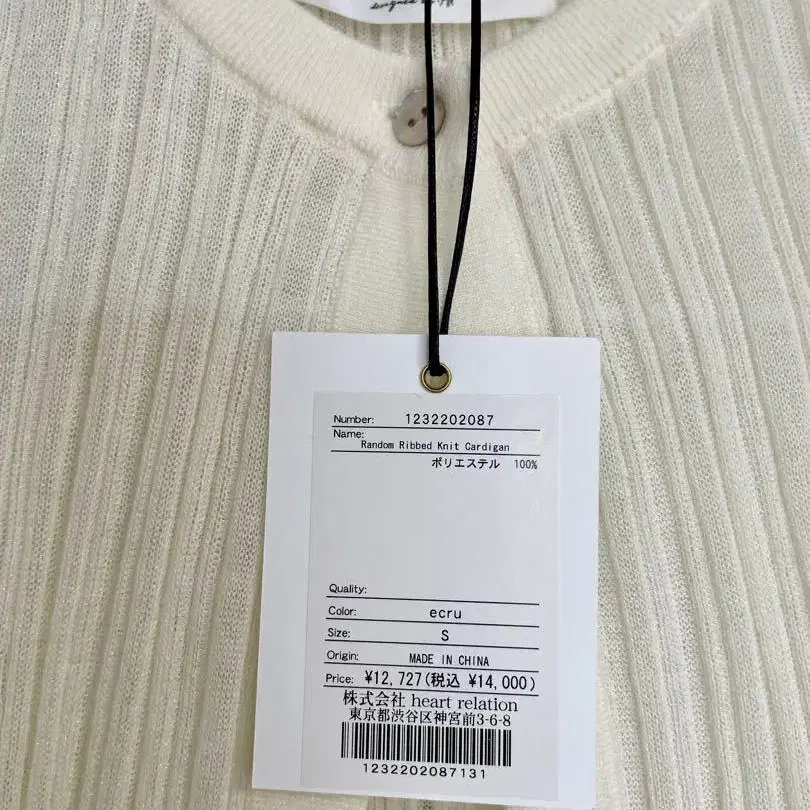 designed by
Number: 1232202087
Name:
Random Ribbed Knit Cardigan
ポリエステル 100%
Quality:
Color: ecru
Size: S
Origin: MADE IN CHINA
Price: ¥12,727(税込 ¥14,000)
株式会社 heart relation
東京都渋谷区神宮前3-6-8
1232202087131